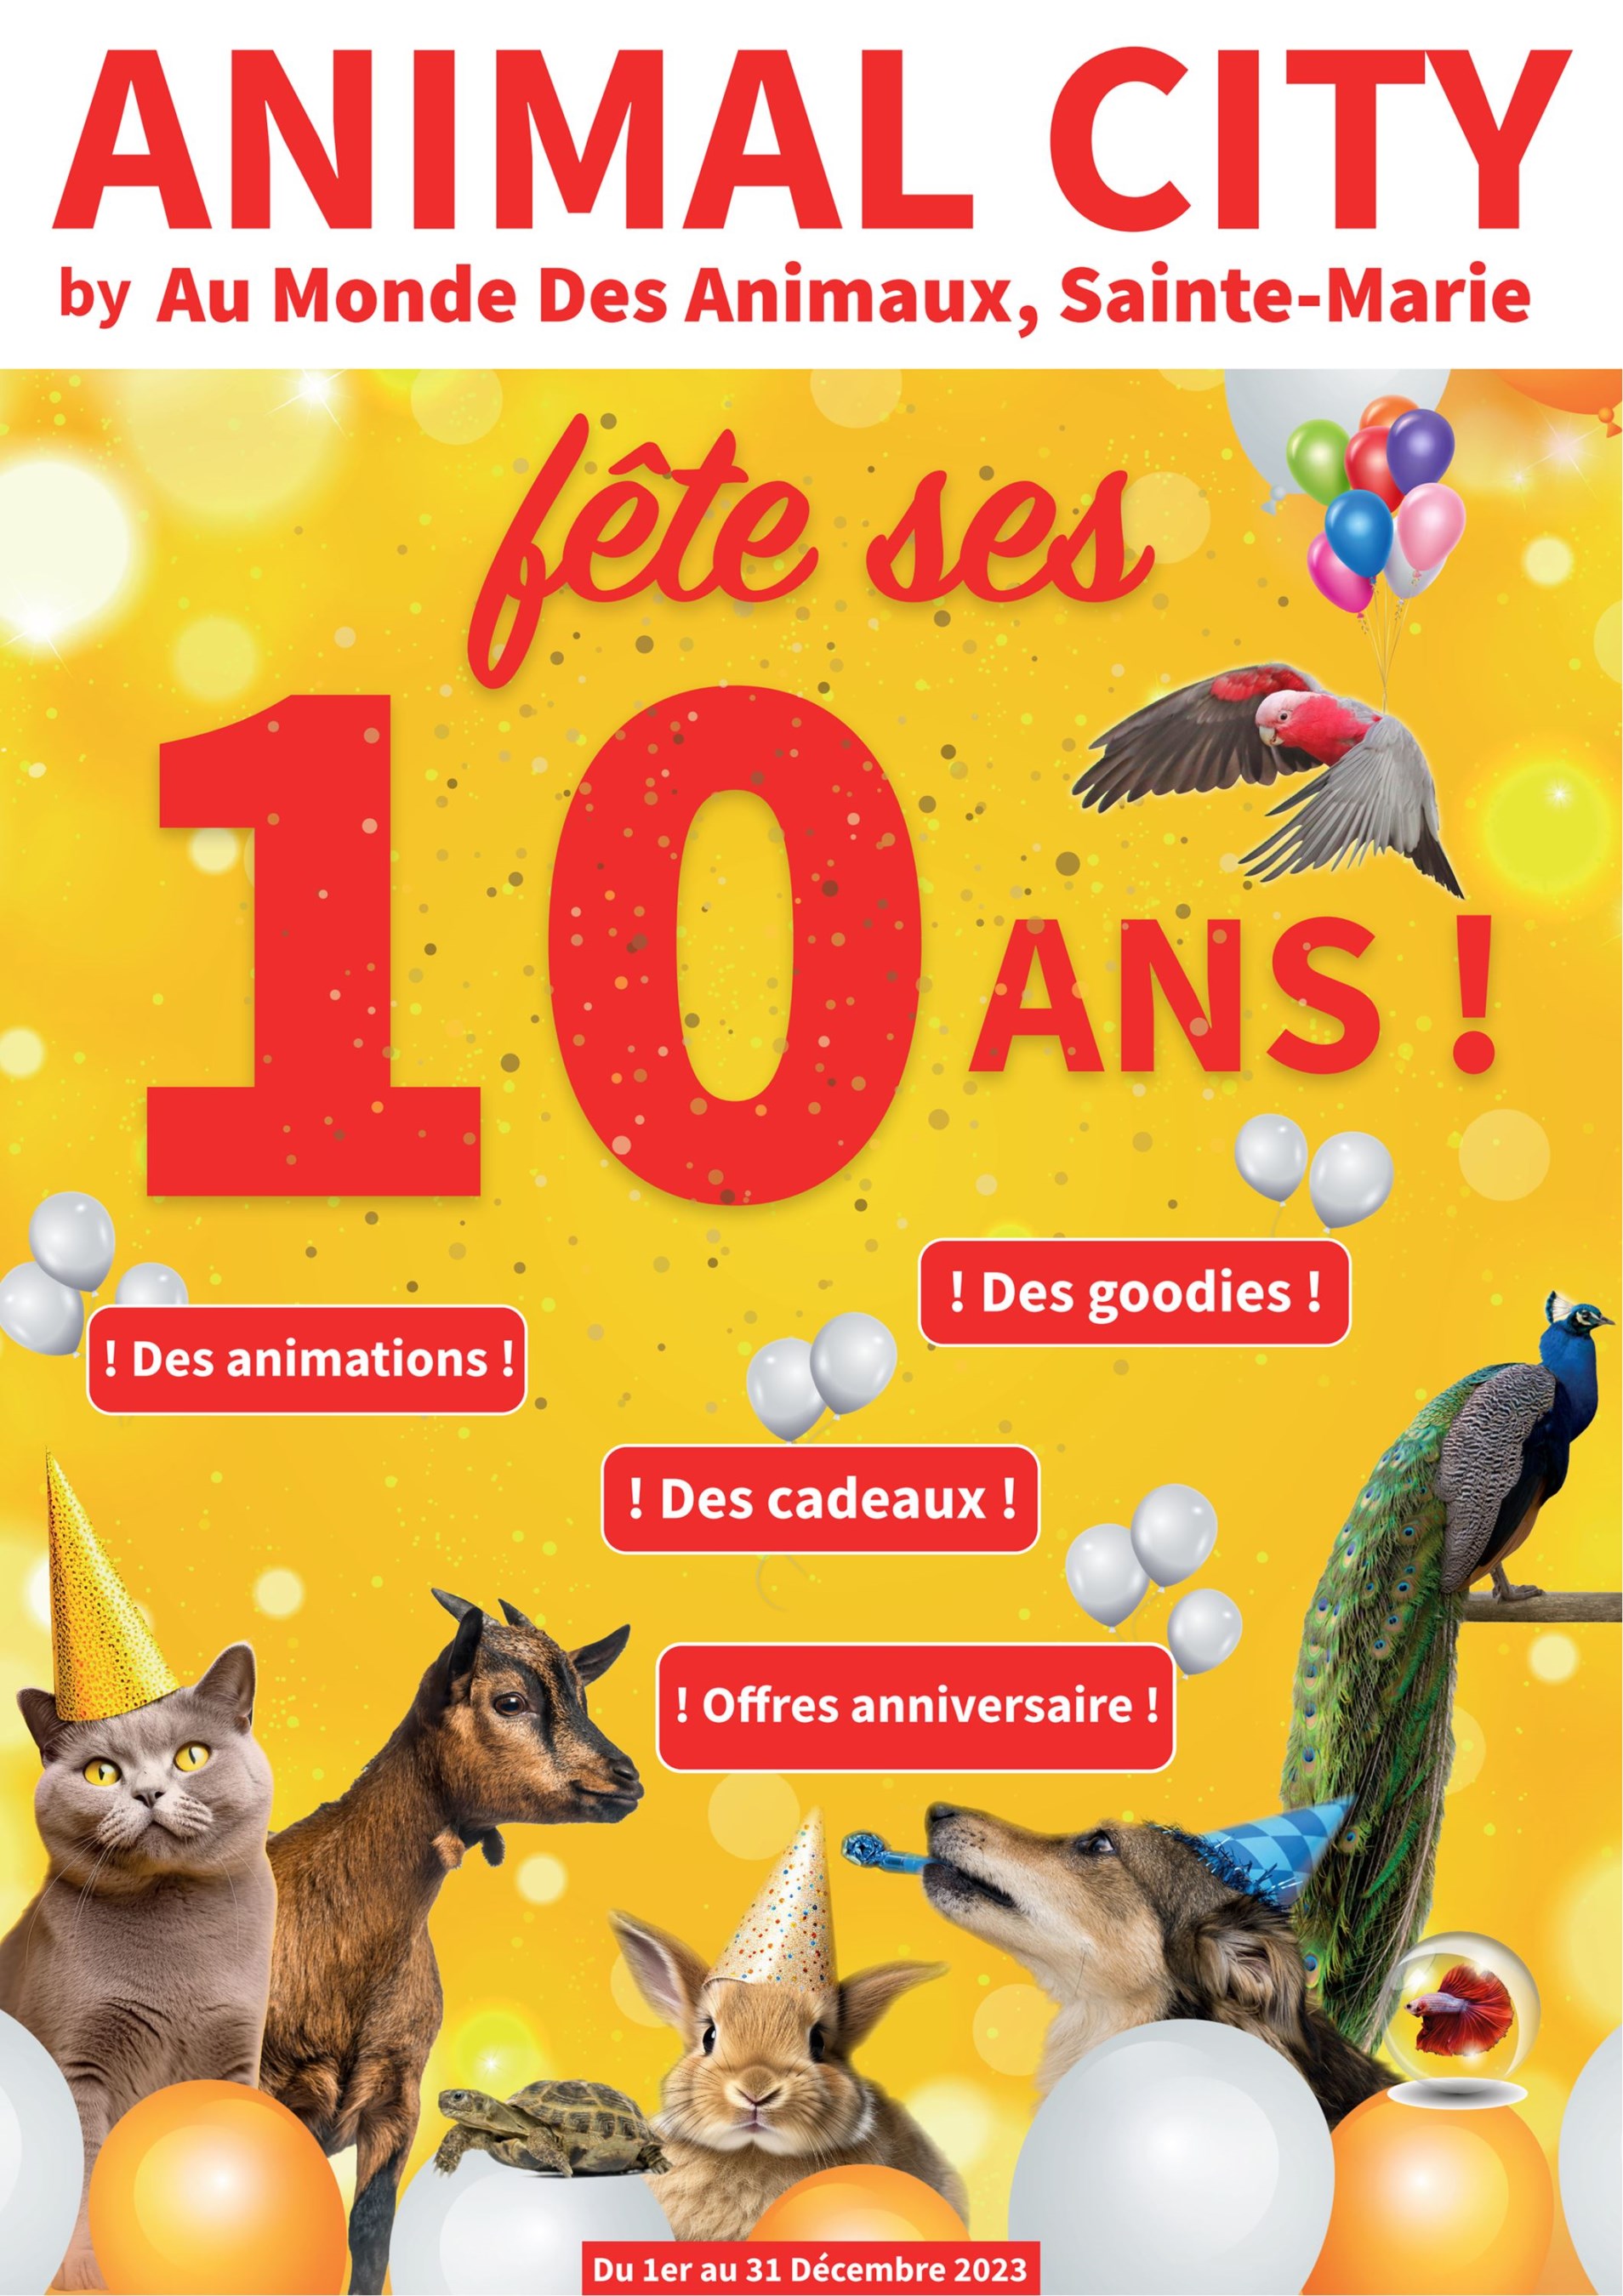 ANIMAL CITY
by Au Monde Des Animaux, Sainte-Marie
fête ses
10 ANS !
! Des goodies !
! Des animations !
! Des cadeaux !
! Offres anniversaire !
Du 1er au 31 Décembre 2023